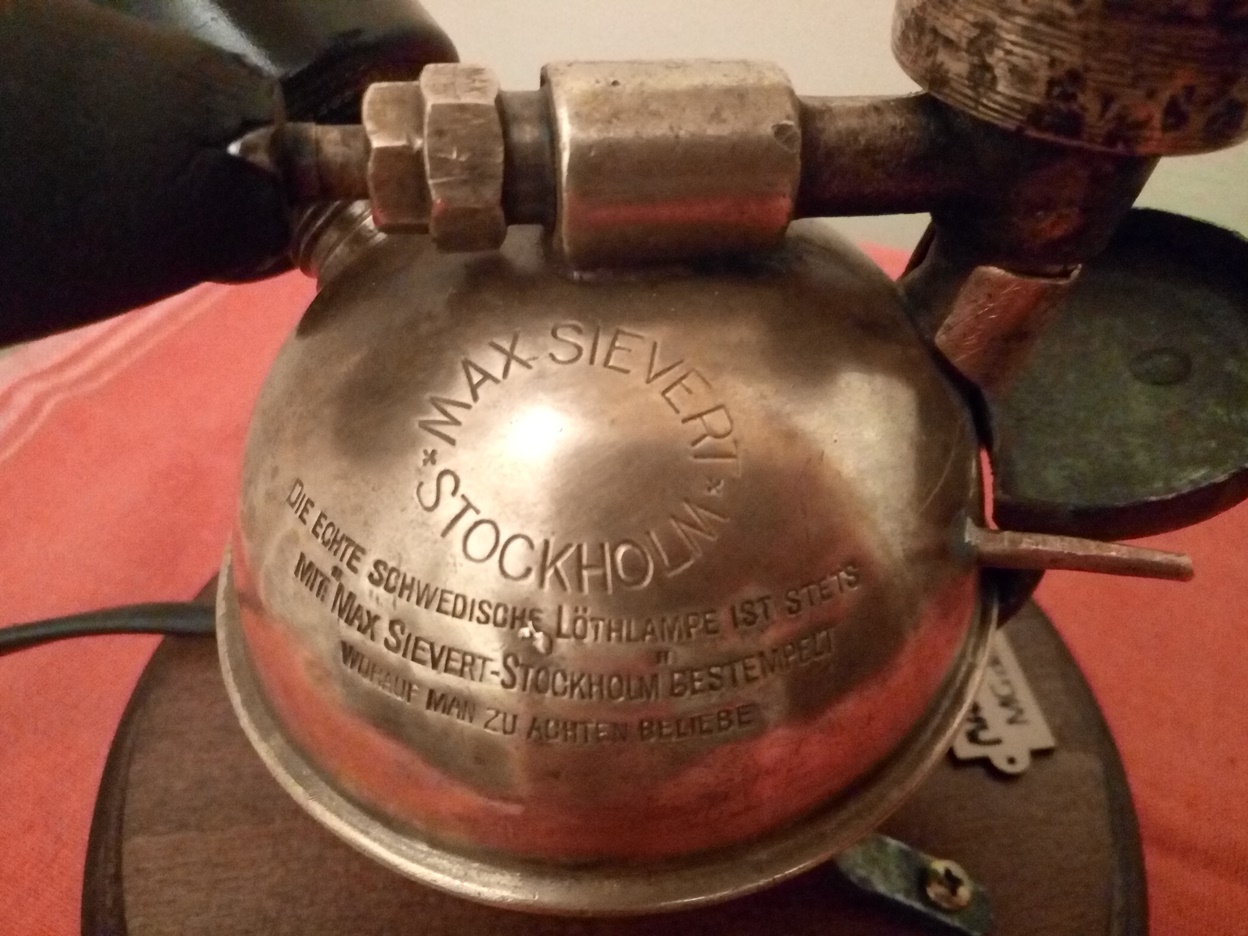 MAX SIEVERT
* STOCKHOLM *
DIE ECHTE SCHWEDISCHE LÖTHLAMPE IST STETS
MIT: "MAX SIEVERT-STOCKHOLM" BESTEMPELT
WORAUF MAN ZU ACHTEN BELIEBE